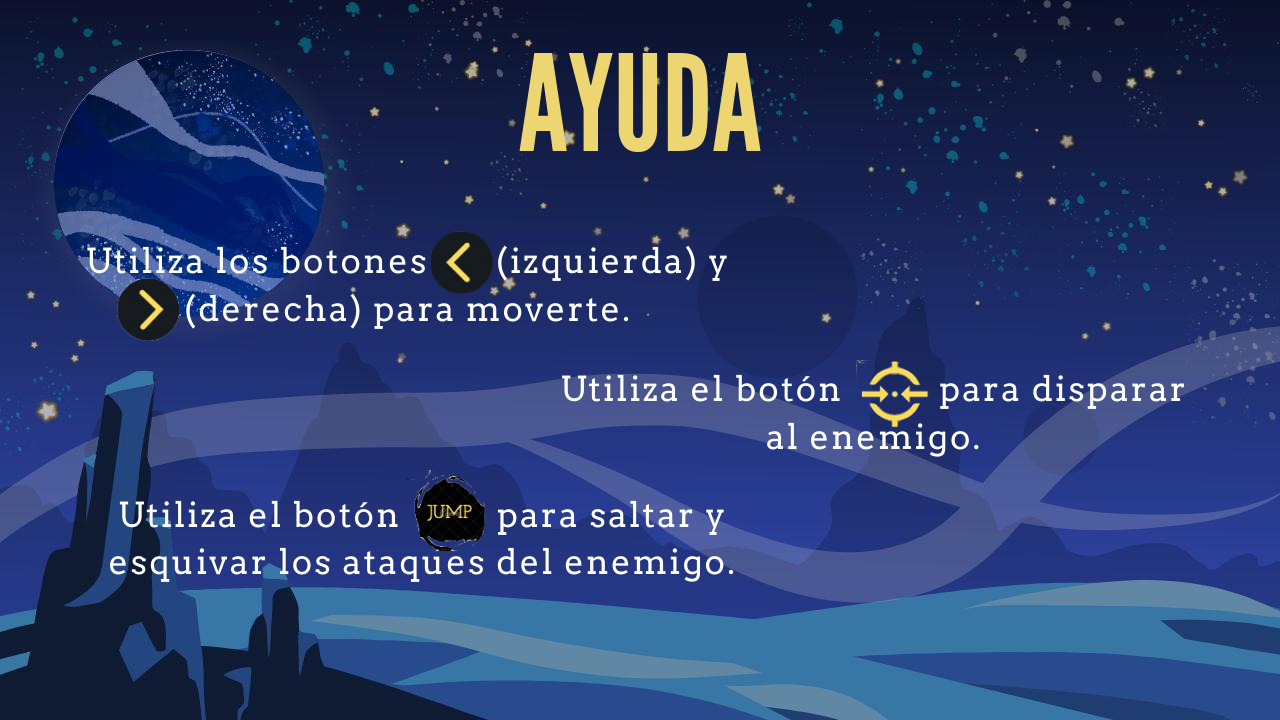 AYUDA
Utiliza los botones < (izquierda) y
> (derecha) para moverte.
Utiliza el botón para disparar
al enemigo.
Utiliza el botón JUMP para saltar y
esquivar los ataques del enemigo.